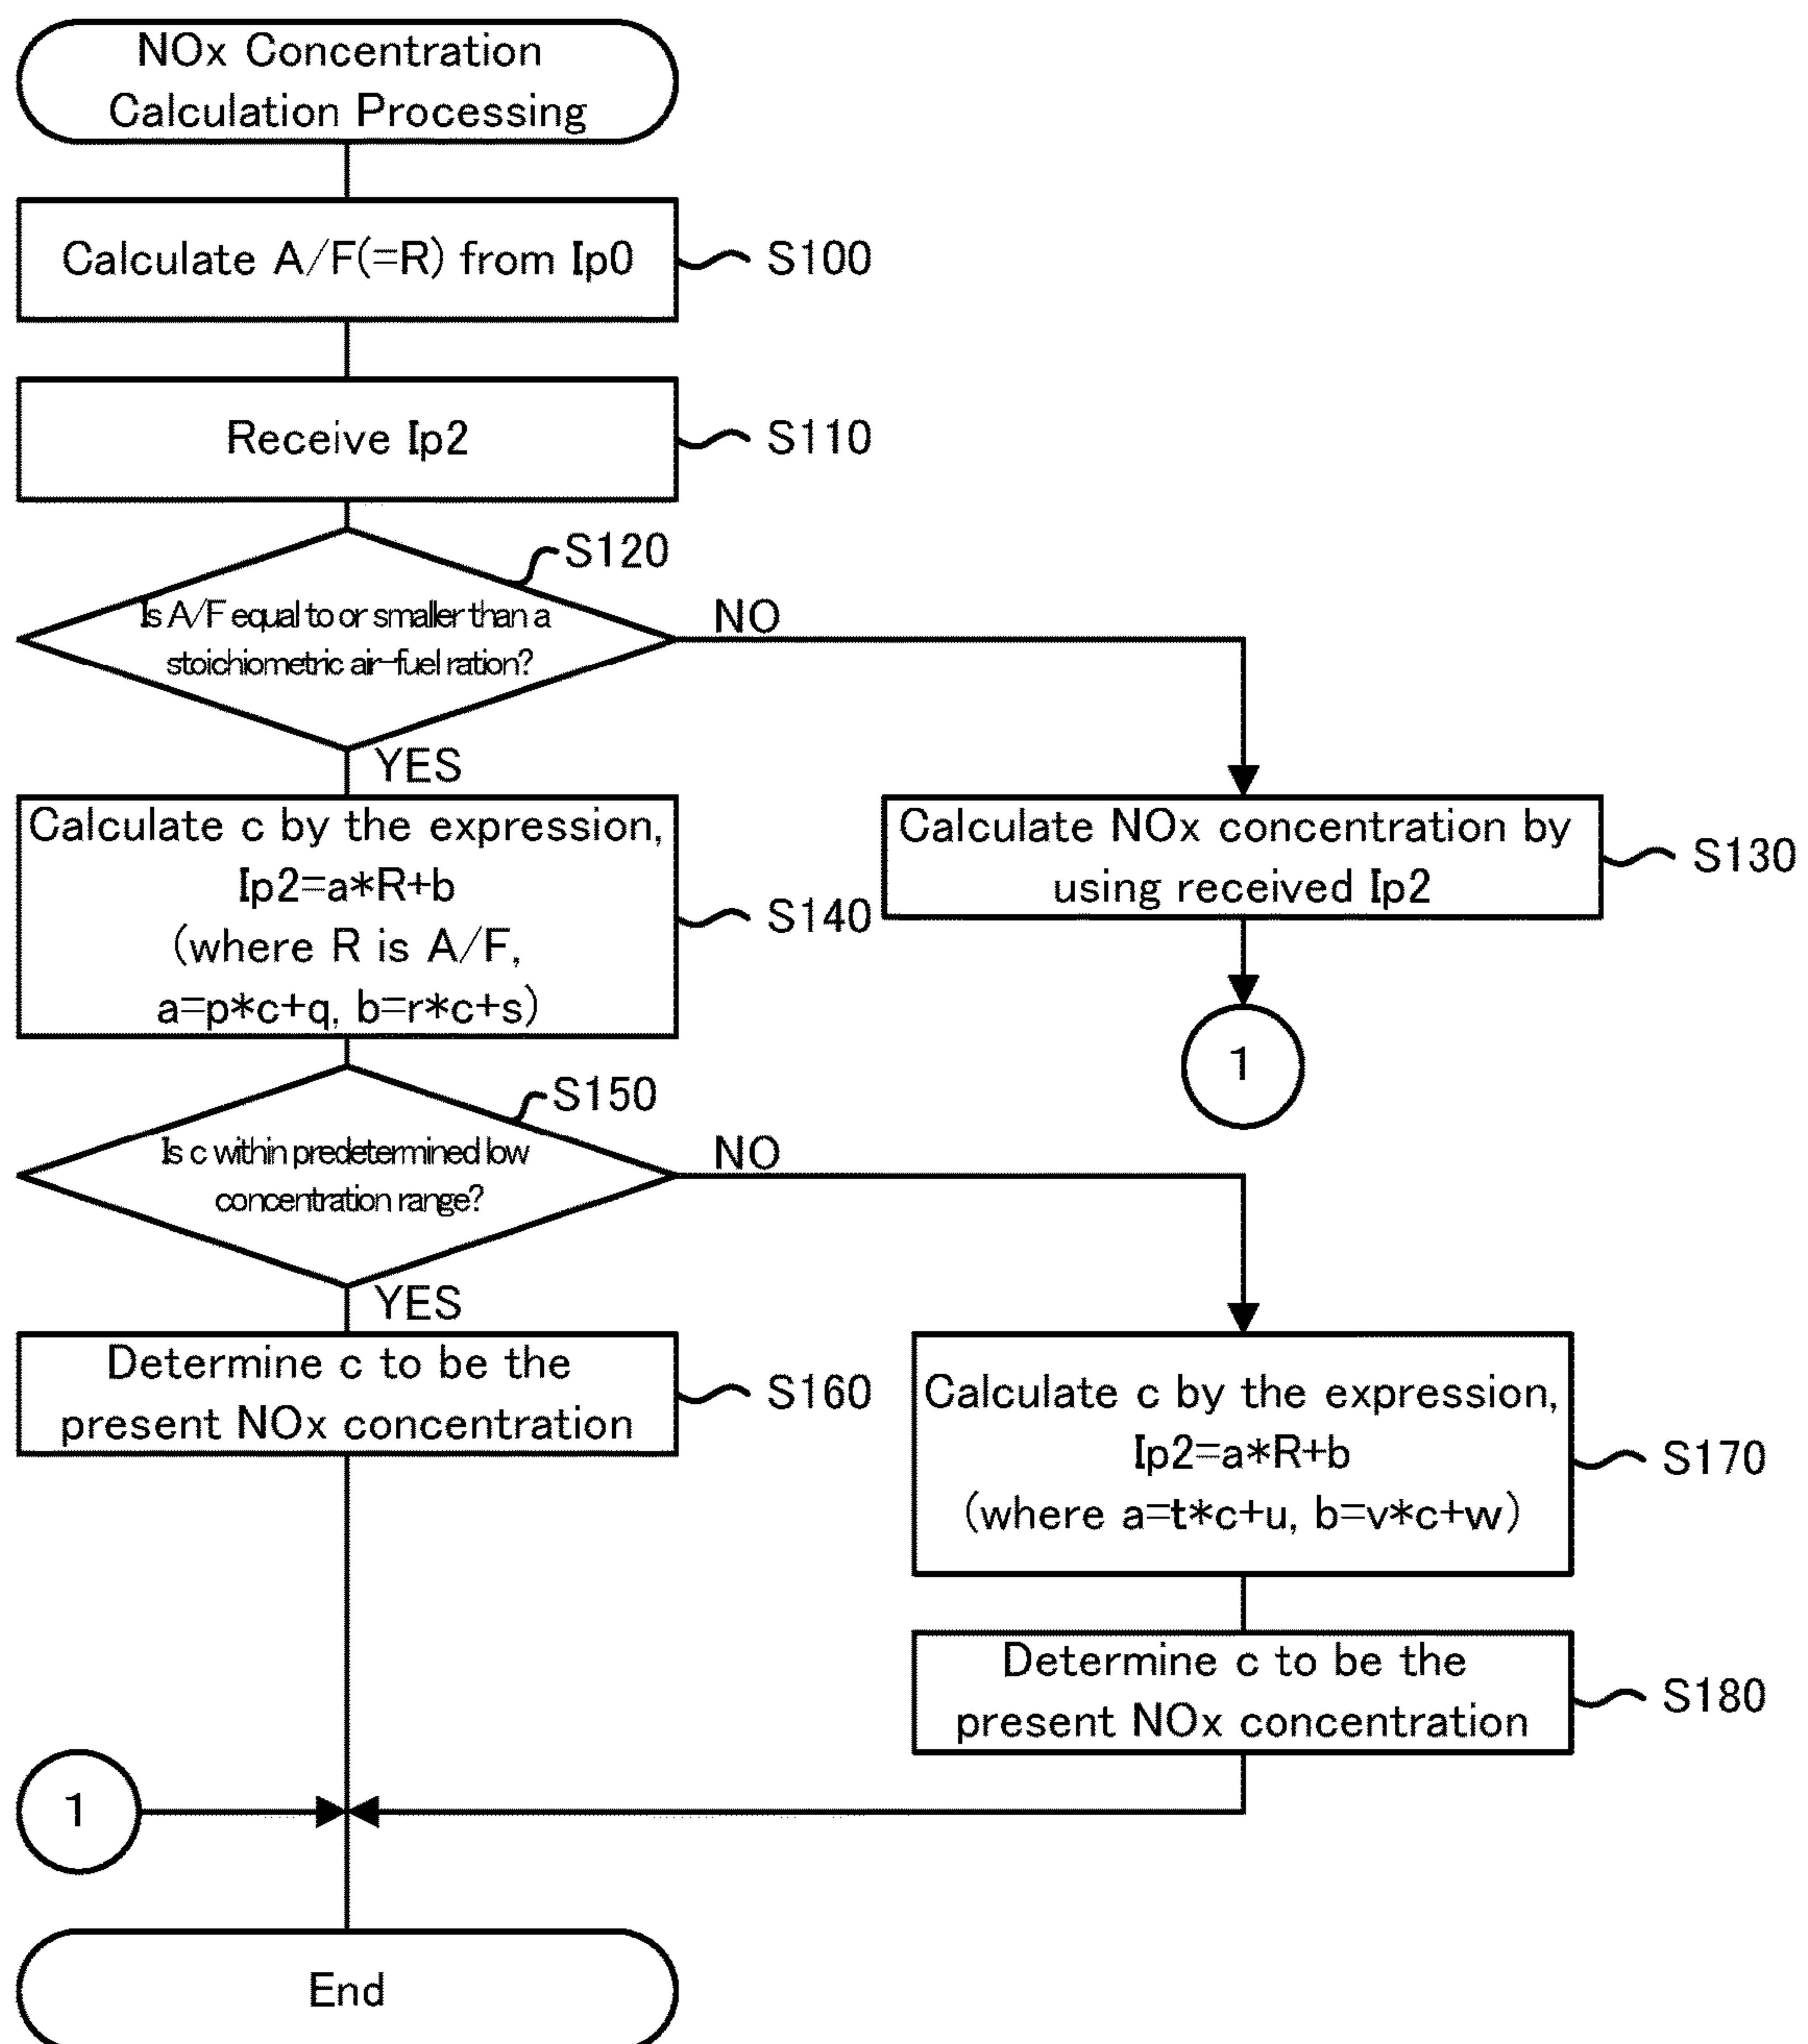 NOx Concentration
Calculation Processing
Calculate A/F(=R) from Ip0
S100
Receive Ip2
S110
S120
Is A/F equal to or smaller than a
stoichiometric air-fuel ration?
NO
YES
Calculate c by the expression,
Ip2=a*R+b
(where R is A/F,
a=p*c+q, b=r*c+s)
S140
Calculate NOx concentration by
using received Ip2
S130
1
S150
Is c within predetermined low
concentration range?
NO
YES
Determine c to be the
present NOx concentration
S160
Calculate c by the expression,
Ip2=a*R+b
(where a=t*c+u, b=v*c+w)
S170
Determine c to be the
present NOx concentration
S180
1
End